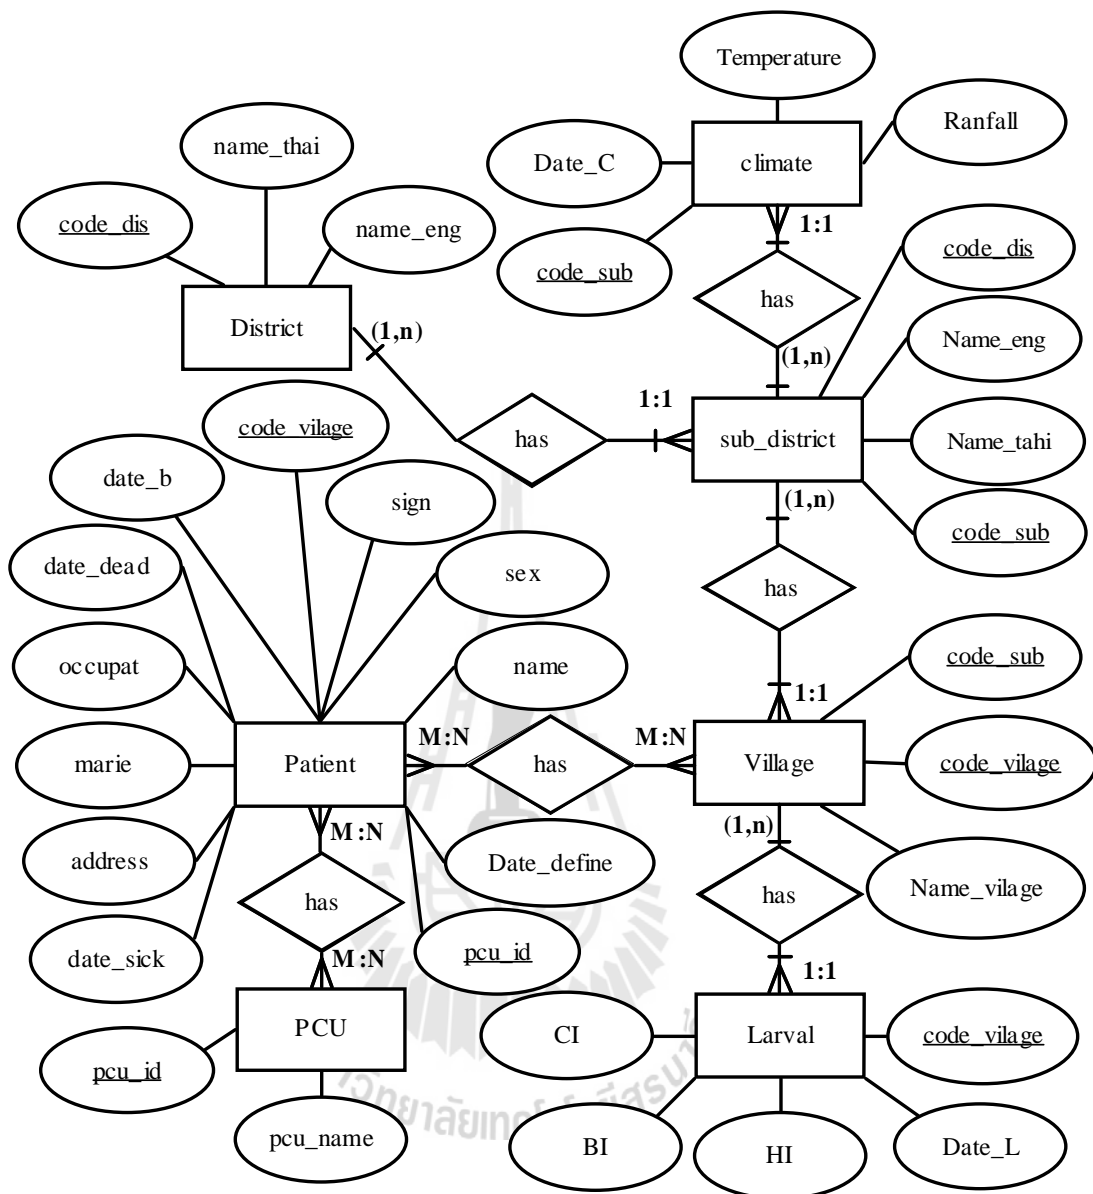 Temperature
Ranfall
name_thai
Date_C
climate
code_dis
name_eng
1:1
code_sub
code_dis
has
District
(1,n)
Name_eng
(1,n)
code_vilage
1:1
has
sub_district
Name_tahi
date_b
sign
(1,n)
code_sub
date_dead
sex
has
occupat
name
code_sub
1:1
M:N
M:N
marie
Patient
has
Village
code_vilage
M:N
(1,n)
address
Date_define
has
has
Name_vilage
date_sick
M:N
pcu_id
1:1
PCU
CI
Larval
code_vilage
pcu_id
pcu_name
BI
HI
Date_L